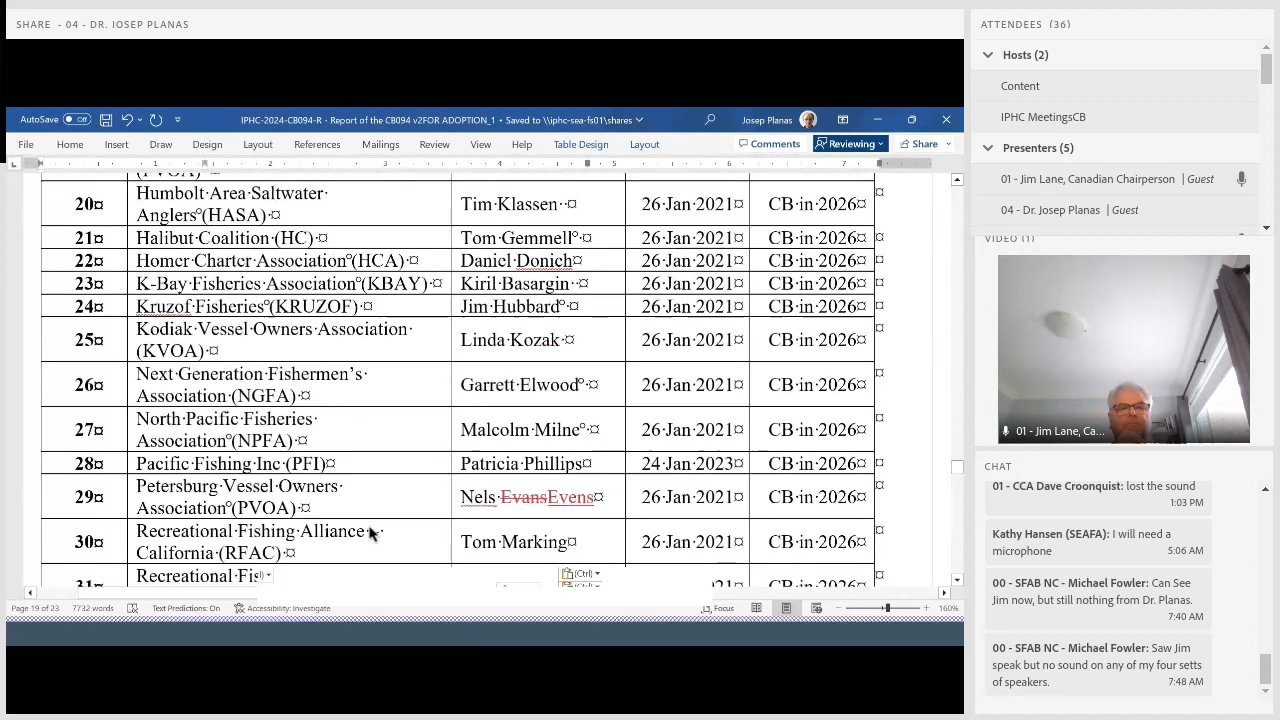 SHARE - 04 - DR. JOSEP PLANAS
AutoSave Off
IPHC-2024-CB094-R - Report of the CB094 v2FOR ADOPTION_1 • Saved to \\iphc-sea-fs01\shares
Josep Planas
File Home Insert Draw Design Layout References Mailings Review View Help Table Design Layout
Comments Reviewing Share
2 3 4 5 6 7
(PVOA)
20¤ Humbolt·Area·Saltwater· Tim·Klassen··¤ 26·Jan·2021¤ CB·in·2026¤ ¤
Anglers°(HASA)·¤
21¤ Halibut·Coalition·(HC)·¤ Tom·Gemmell°·¤ 26·Jan·2021¤ CB·in·2026¤ ¤
22¤ Homer·Charter·Association°(HCA)·¤ Daniel·Donich¤ 26·Jan·2021¤ CB·in·2026¤ ¤
23¤ K-Bay·Fisheries·Association°(KBAY)·¤ Kiril·Basargin··¤ 26·Jan·2021¤ CB·in·2026¤ ¤
24¤ Kruzof·Fisheries°(KRUZOF)·¤ Jim·Hubbard°·¤ 26·Jan·2021¤ CB·in·2026¤ ¤
25¤ Kodiak·Vessel·Owners·Association· Linda·Kozak·¤ 26·Jan·2021¤ CB·in·2026¤ ¤
(KVOA)·¤
26¤ Next·Generation·Fishermen's· Garrett·Elwood°·¤ 26·Jan·2021¤ CB·in·2026¤ ¤
Association·(NGFA)·¤
27¤ North·Pacific·Fisheries· Malcolm·Milne°·¤ 26·Jan·2021¤ CB·in·2026¤ ¤
Association°(NPFA)·¤
28¤ Pacific·Fishing·Inc·(PFI)¤ Patricia·Phillips¤ 24·Jan·2023¤ CB·in·2026¤ ¤
29¤ Petersburg·Vessel·Owners· Nels·EvansEvens¤ 26·Jan·2021¤ CB·in·2026¤ ¤
Association°(PVOA)·¤
30¤ Recreational·Fishing·Alliance·-· Tom·Marking¤ 26·Jan·2021¤ CB·in·2026¤ ¤
California·(RFAC)·¤
Recreational·Fis
(Ctrl)
Page 19 of 23 7732 words Text Predictions: On Accessibility: Investigate Focus 160%
ATTENDEES (36)
Hosts (2)
Content
IPHC MeetingsCB
Presenters (5)
01 - Jim Lane, Canadian Chairperson | Guest
04 - Dr. Josep Planas | Guest
VIDEO (1)
01 - Jim Lane, Ca...
CHAT
01 - CCA Dave Croonquist: lost the sound
1:03 PM
Kathy Hansen (SEAFA): I will need a
microphone 5:06 AM
00 - SFAB NC - Michael Fowler: Can See
Jim now, but still nothing from Dr. Planas.
7:40 AM
00 - SFAB NC - Michael Fowler: Saw Jim
speak but no sound on any of my four setts
of speakers. 7:48 AM